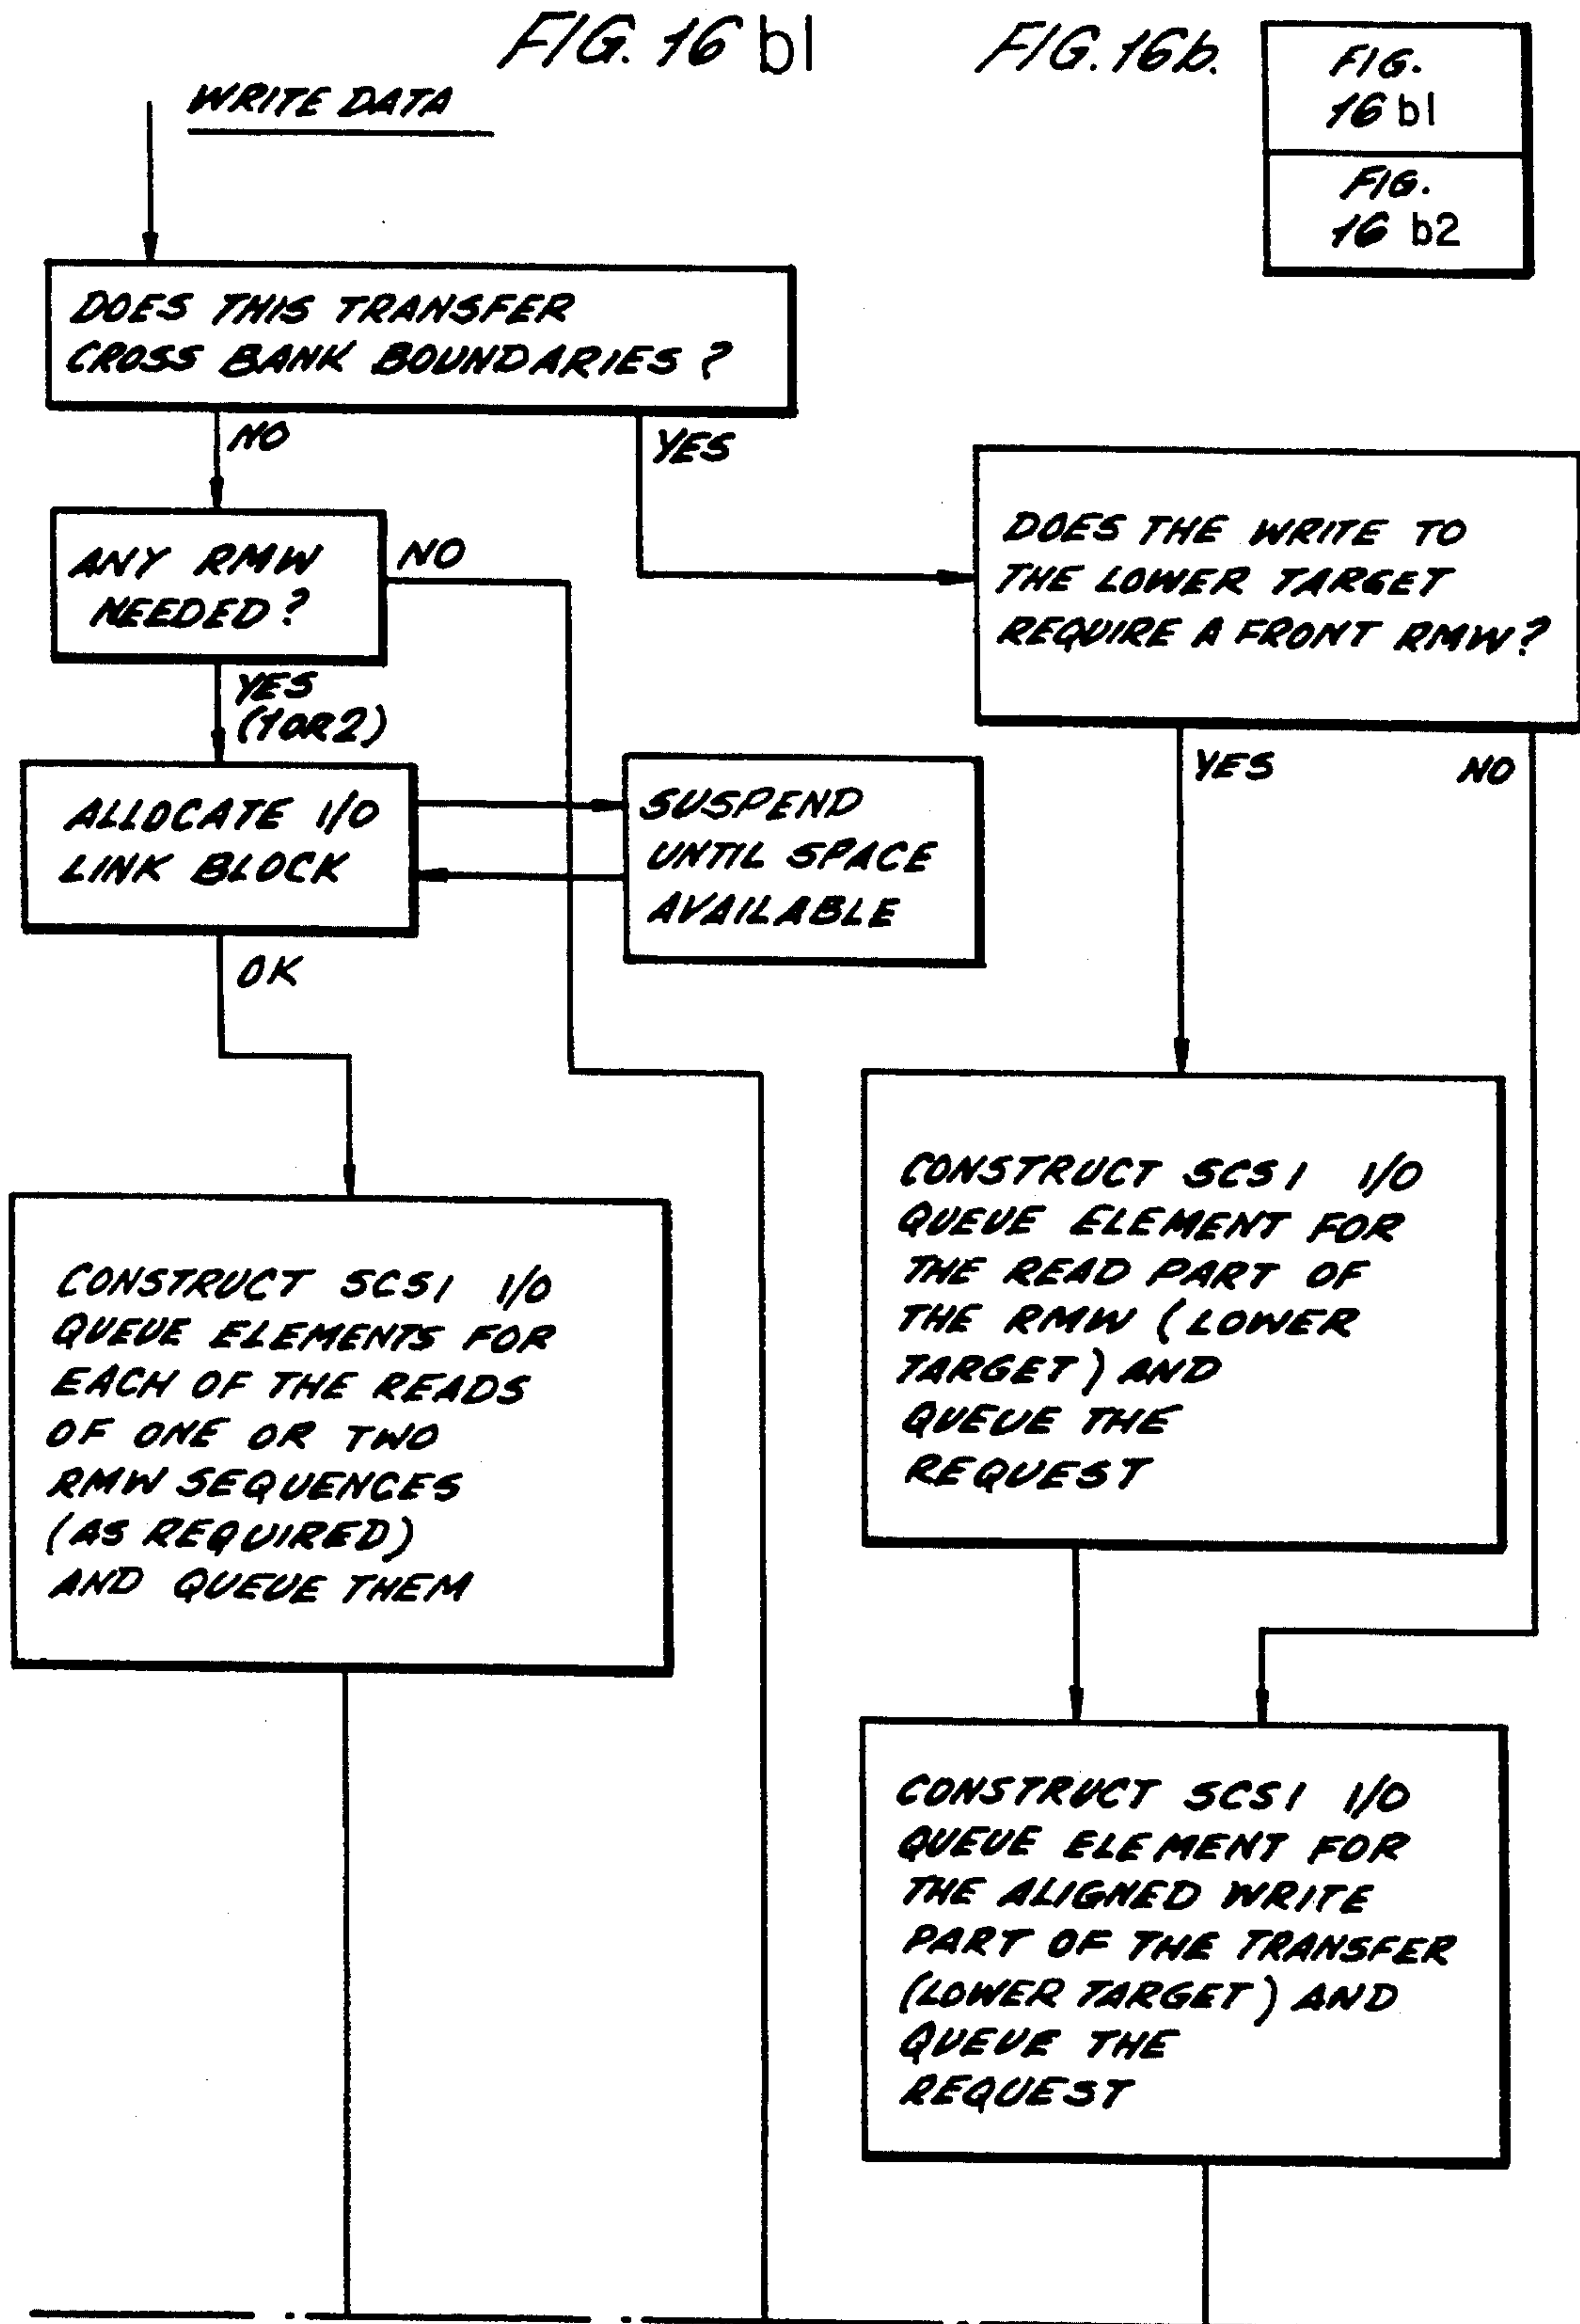 FIG. 16 b1
FIG. 16b.
FIG.
16 b1
FIG.
16 b2
WRITE DATA
DOES THIS TRANSFER
CROSS BANK BOUNDARIES?
NO
YES
ANY RMW
NEEDED?
NO
YES
(1 OR 2)
DOES THE WRITE TO
THE LOWER TARGET
REQUIRE A FRONT RMW?
YES
NO
ALLOCATE I/O
LINK BLOCK
SUSPEND
UNTIL SPACE
AVAILABLE
OK
CONSTRUCT SCSI I/O
QUEUE ELEMENTS FOR
EACH OF THE READS
OF ONE OR TWO
RMW SEQUENCES
(AS REQUIRED)
AND QUEUE THEM
CONSTRUCT SCSI I/O
QUEUE ELEMENT FOR
THE READ PART OF
THE RMW (LOWER
TARGET) AND
QUEUE THE
REQUEST
CONSTRUCT SCSI I/O
QUEUE ELEMENT FOR
THE ALIGNED WRITE
PART OF THE TRANSFER
(LOWER TARGET) AND
QUEUE THE
REQUEST